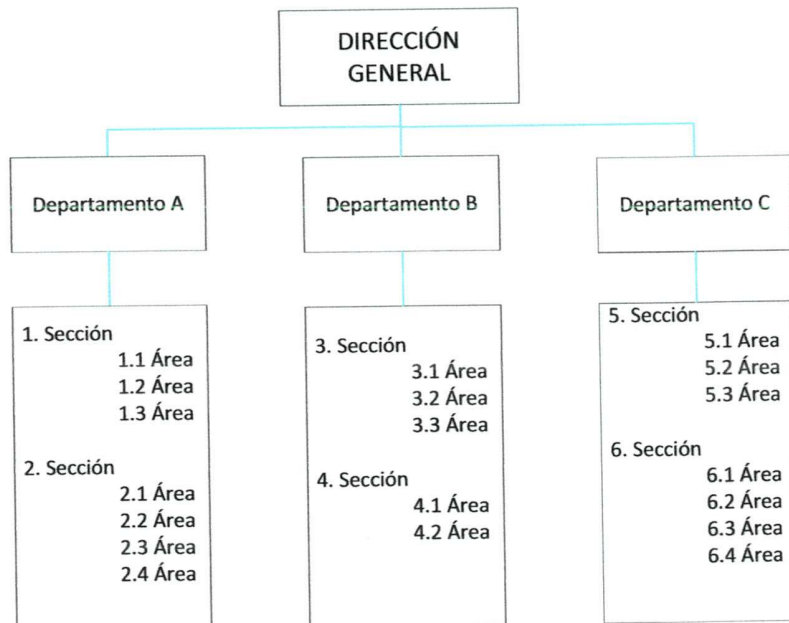 DIRECCIÓN
GENERAL
Departamento A
Departamento B
Departamento C
1. Sección
1.1 Área
1.2 Área
1.3 Área
2. Sección
2.1 Área
2.2 Área
2.3 Área
2.4 Área
3. Sección
3.1 Área
3.2 Área
3.3 Área
4. Sección
4.1 Área
4.2 Área
5. Sección
5.1 Área
5.2 Área
5.3 Área
6. Sección
6.1 Área
6.2 Área
6.3 Área
6.4 Área